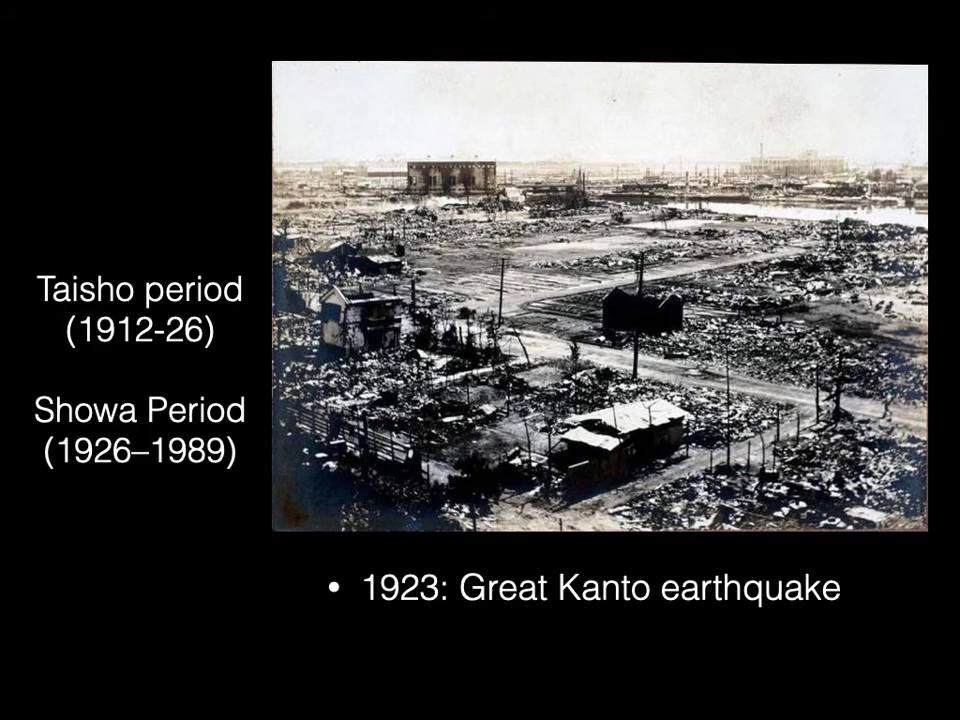 Taisho period
(1912-26)
Showa Period
(1926–1989)
• 1923: Great Kanto earthquake